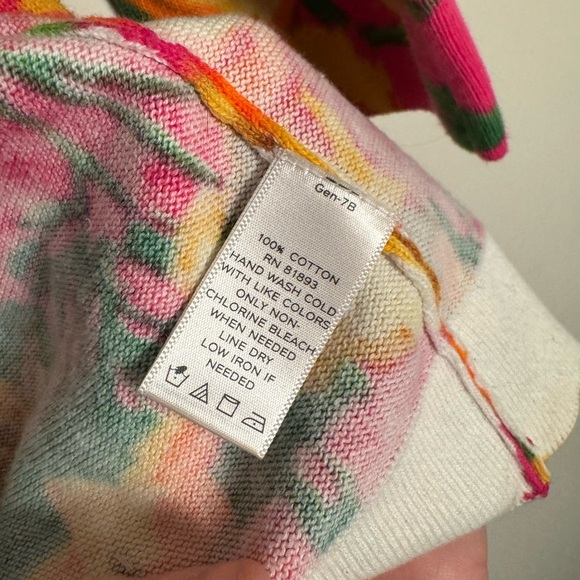 Gen-7B
100% COTTON
RN 81893
HAND WASH COLD
WITH LIKE COLORS
ONLY NON-
CHLORINE BLEACH
WHEN NEEDED
LINE DRY
LOW IRON IF
NEEDED